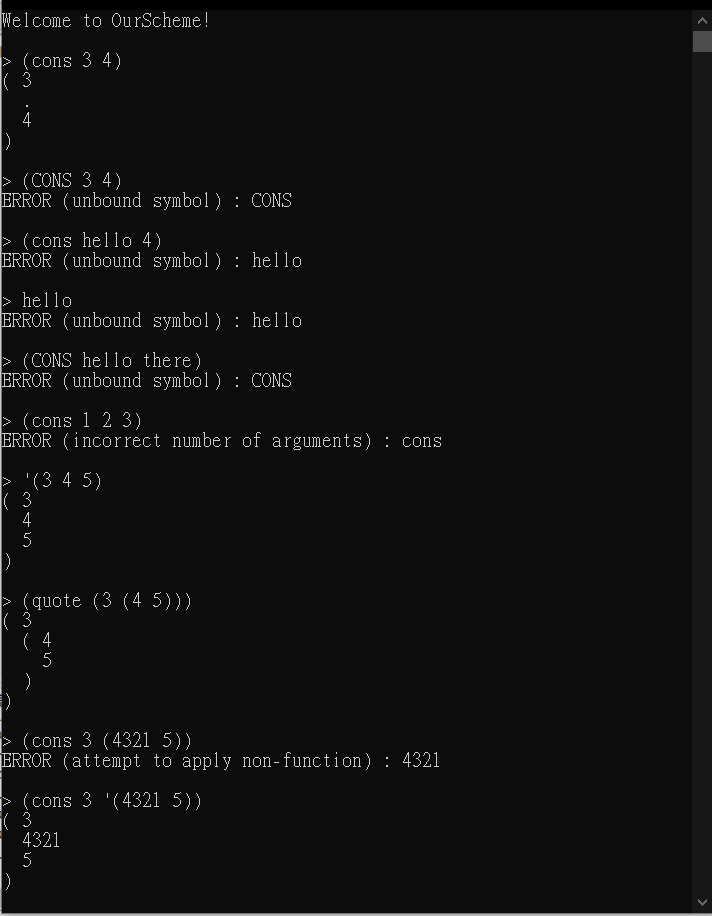 Welcome to OurScheme!

> (cons 3 4)
( 3
  .
  4
)

> (CONS 3 4)
ERROR (unbound symbol) : CONS

> (cons hello 4)
ERROR (unbound symbol) : hello

> hello
ERROR (unbound symbol) : hello

> (CONS hello there)
ERROR (unbound symbol) : CONS

> (cons 1 2 3)
ERROR (incorrect number of arguments) : cons

> '(3 4 5)
( 3
  4
  5
)

> (quote (3 (4 5)))
( 3
  ( 4
    5
  )
)

> (cons 3 (4321 5))
ERROR (attempt to apply non-function) : 4321

> (cons 3 '(4321 5))
( 3
  4321
  5
)